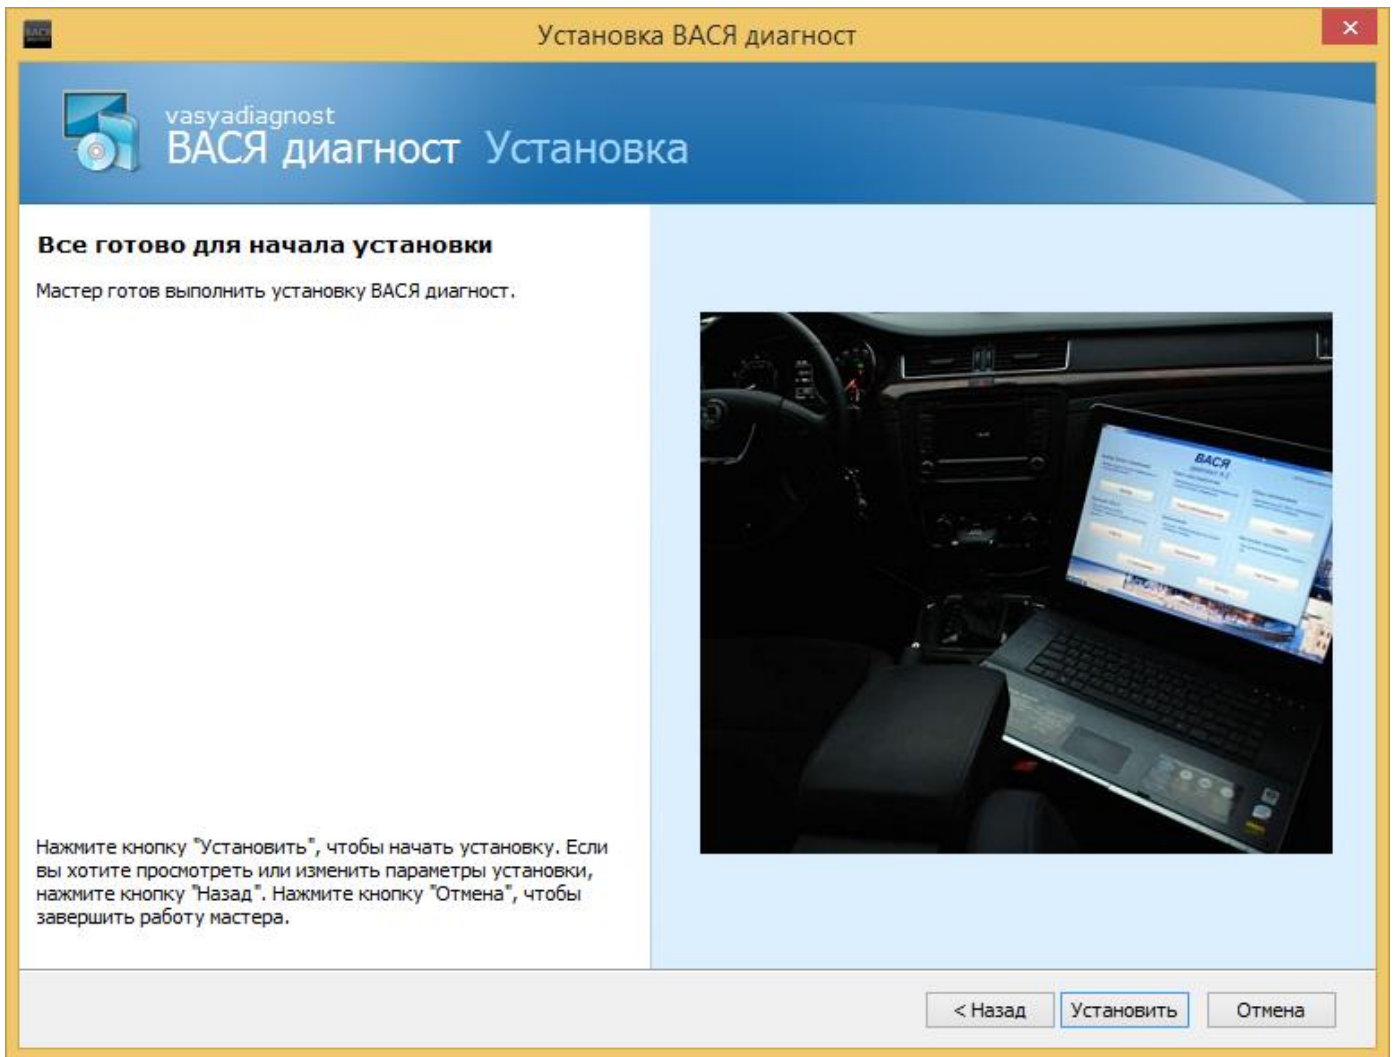 Установка ВАСЯ диагност
vasyadiagnost
ВАСЯ диагност Установка
Все готово для начала установки
Мастер готов выполнить установку ВАСЯ диагност.
ВАСЯ
Нажмите кнопку "Установить", чтобы начать установку. Если
вы хотите просмотреть или изменить параметры установки,
нажмите кнопку "Назад". Нажмите кнопку "Отмена", чтобы
завершить работу мастера.
< Назад Установить Отмена